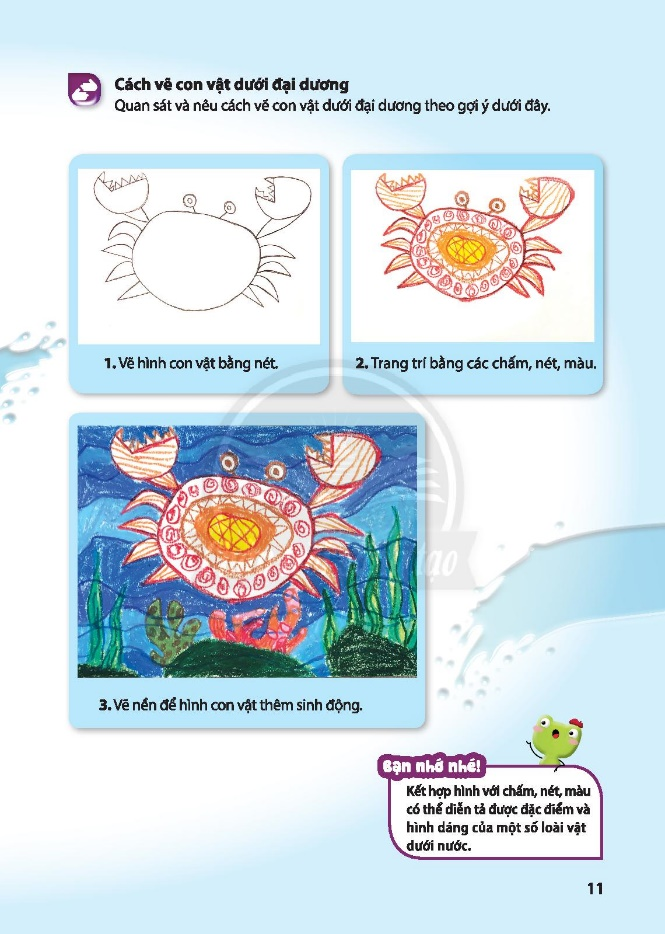 Cách vẽ con vật dưới đại dương
Quan sát và nêu cách vẽ con vật dưới đại dương theo gợi ý dưới đây.
1. Vẽ hình con vật bằng nét.
2. Trang trí bằng các chấm, nét, màu.
tạo
3. Vẽ nền để hình con vật thêm sinh động.
Bạn nhớ nhé!
Kết hợp hình với chấm, nét, màu
có thể diễn tả được đặc điểm và
hình dáng của một số loài vật
dưới nước.
11